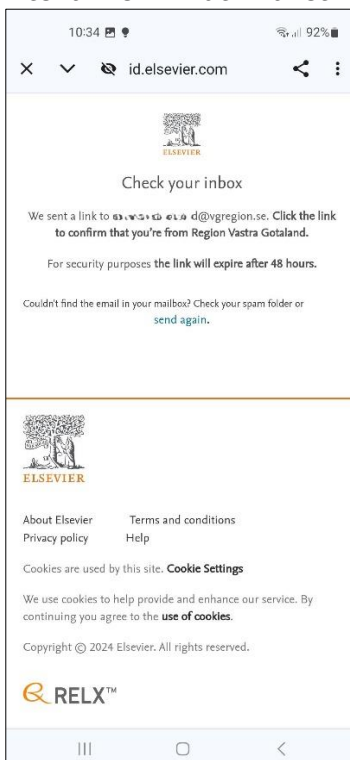 10:34 92%
id.elsevier.com
ELSEVIER
Check your inbox
We sent a link to d@vgregion.se. Click the link
to confirm that you're from Region Vastra Gotaland.
For security purposes the link will expire after 48 hours.
Couldn't find the email in your mailbox? Check your spam folder or
send again.
ELSEVIER
About Elsevier Terms and conditions
Privacy policy Help
Cookies are used by this site. Cookie Settings
We use cookies to help provide and enhance our service. By
continuing you agree to the use of cookies.
Copyright © 2024 Elsevier. All rights reserved.
RELX™